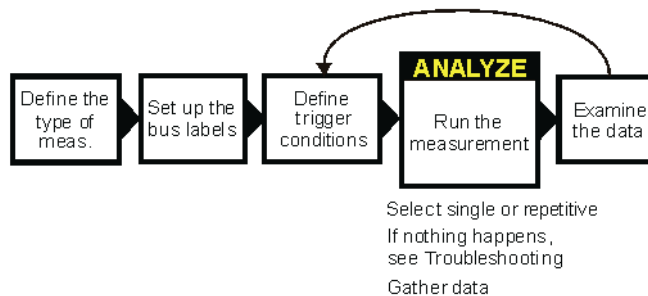 Define the
type of
meas.
Set up the
bus labels
Define
trigger
conditions
ANALYZE
Run the
measurement
Examine
the data
Select single or repetitive
If nothing happens,
see Troubleshooting
Gather data